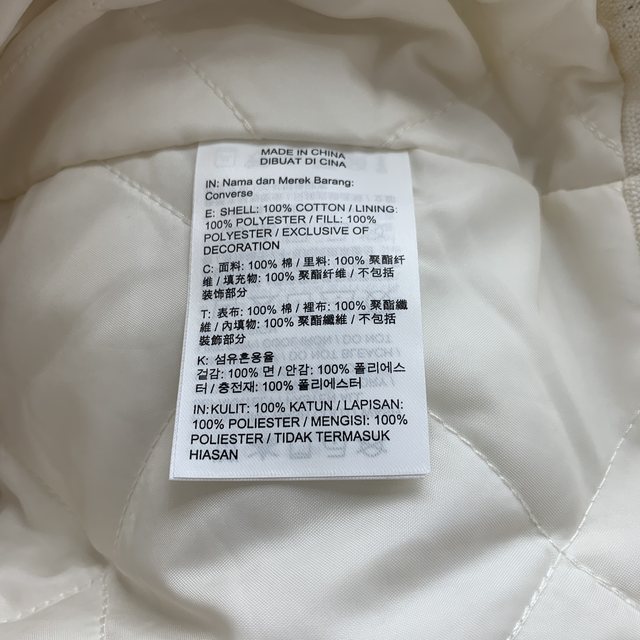 MADE IN CHINA
DIBUAT DI CINA
IN: Nama dan Merek Barang:
Converse
E: SHELL: 100% COTTON / LINING:
100% POLYESTER / FILL: 100%
POLYESTER / EXCLUSIVE OF
DECORATION
C: 面料: 100% 棉 / 里料: 100% 聚酯纤
维 / 填充物: 100% 聚酯纤维 / 不包括
装饰部分
T: 表布: 100% 棉 / 裡布: 100% 聚酯纖
維 / 內填物: 100% 聚酯纖維 / 不包括
裝飾部分
K: 섬유혼용율
겉감: 100% 면 / 안감: 100% 폴리에스
터 / 충전재: 100% 폴리에스터
IN: KULIT: 100% KATUN / LAPISAN:
100% POLIESTER / MENGISI: 100%
POLIESTER / TIDAK TERMASUK
HIASAN